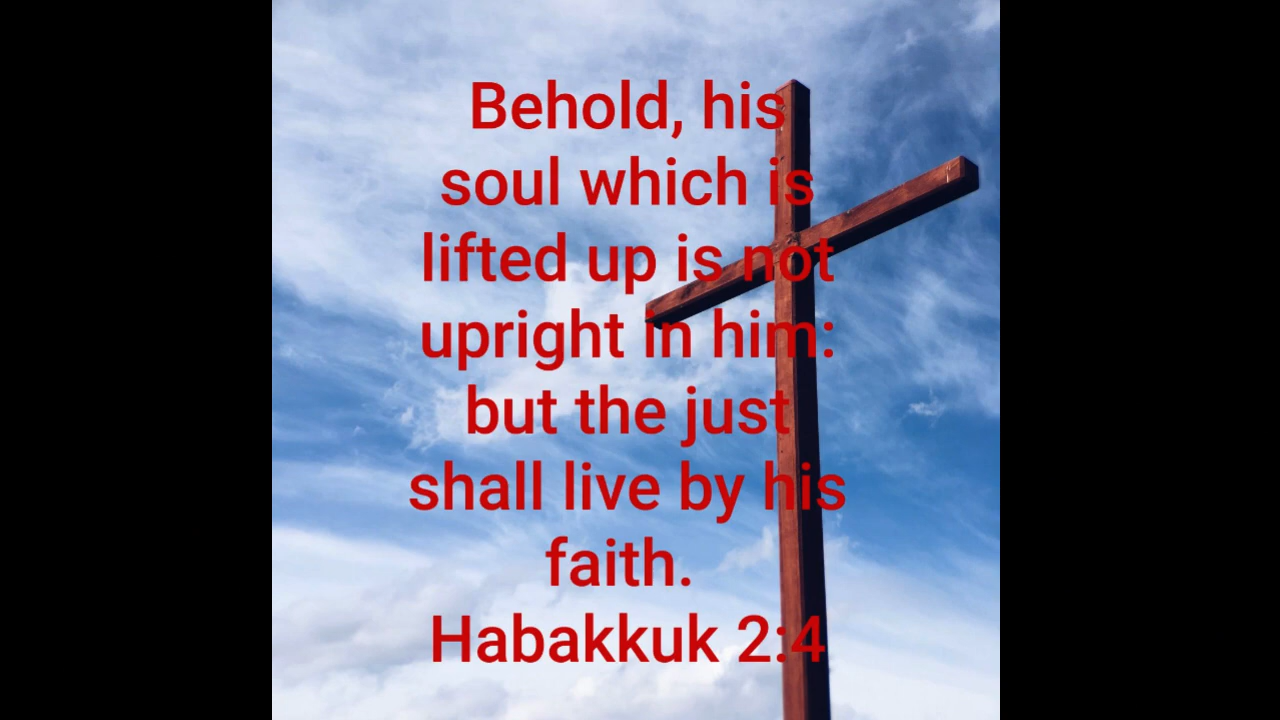 Behold, his
soul which is
lifted up is not
upright in him:
but the just
shall live by his
faith.
Habakkuk 2:4